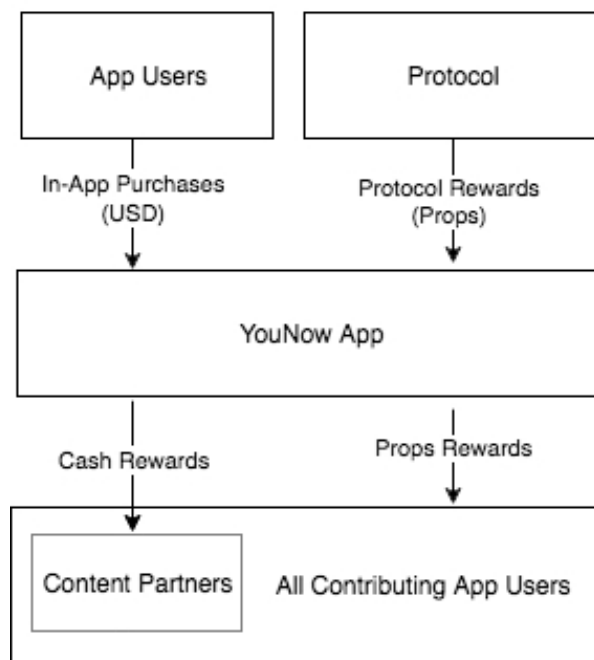 App Users
Protocol
In-App Purchases
(USD)
Protocol Rewards
(Props)
YouNow App
Cash Rewards
Props Rewards
Content Partners
All Contributing App Users